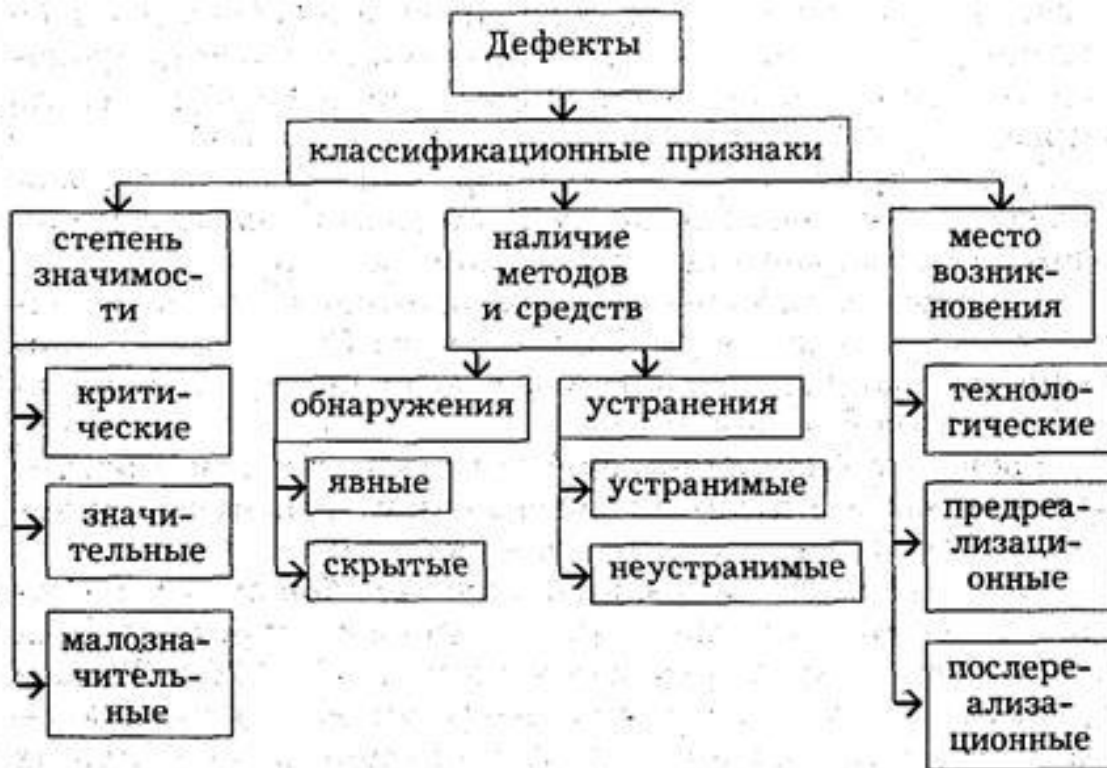 Дефекты
классификационные признаки
степень
значимос-
ти
крити-
ческие
значи-
тельные
малозна-
читель-
ные
наличие
методов
и средств
обнаружения
явные
скрытые
устранения
устранимые
неустранимые
место
возник-
новения
техноло-
гические
предреа-
лизаци-
онные
послере-
ализа-
ционные